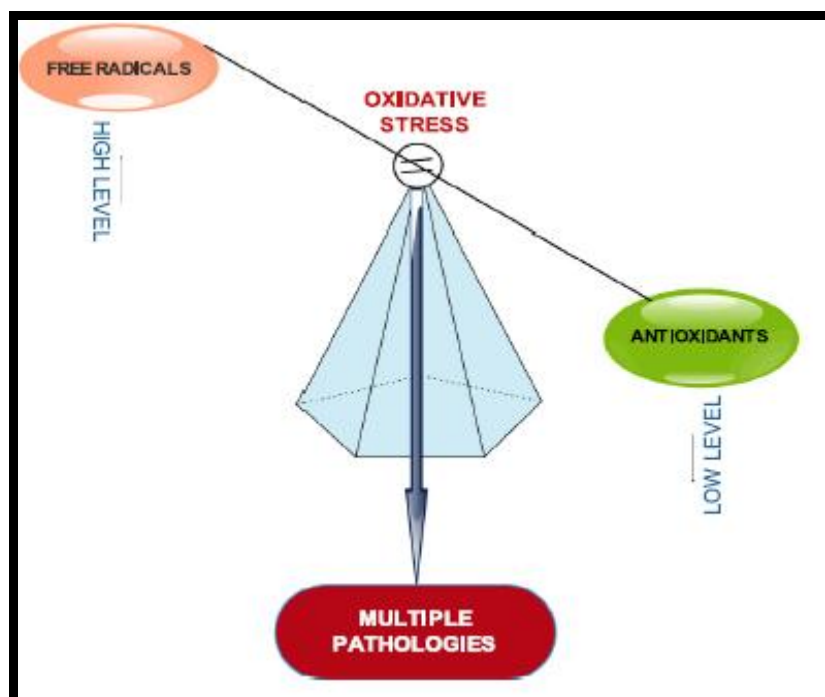 FREE RADICALS
HIGH LEVEL
OXIDATIVE
STRESS
ANTIOXIDANTS
LOW LEVEL
MULTIPLE
PATHOLOGIES